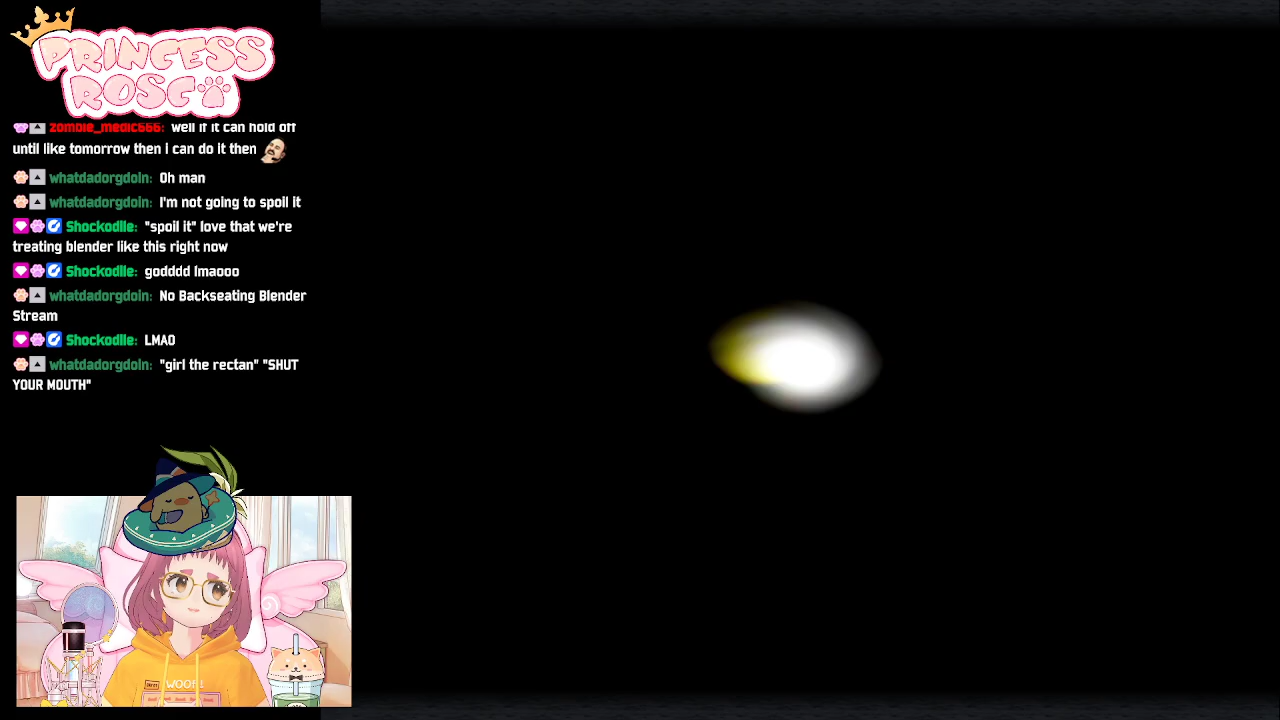 PRINCESS
ROSE
zombie_medic666: well if it can hold off
until like tomorrow then i can do it then
whatdadorgdoin: Oh man
whatdadorgdoin: I'm not going to spoil it
Shockodile: "spoil it" love that we're
treating blender like this right now
Shockodile: godddd lmaooo
whatdadorgdoin: No Backseating Blender
Stream
Shockodile: LMAO
whatdadorgdoin: "girl the rectan" "SHUT
YOUR MOUTH"
WOOF!